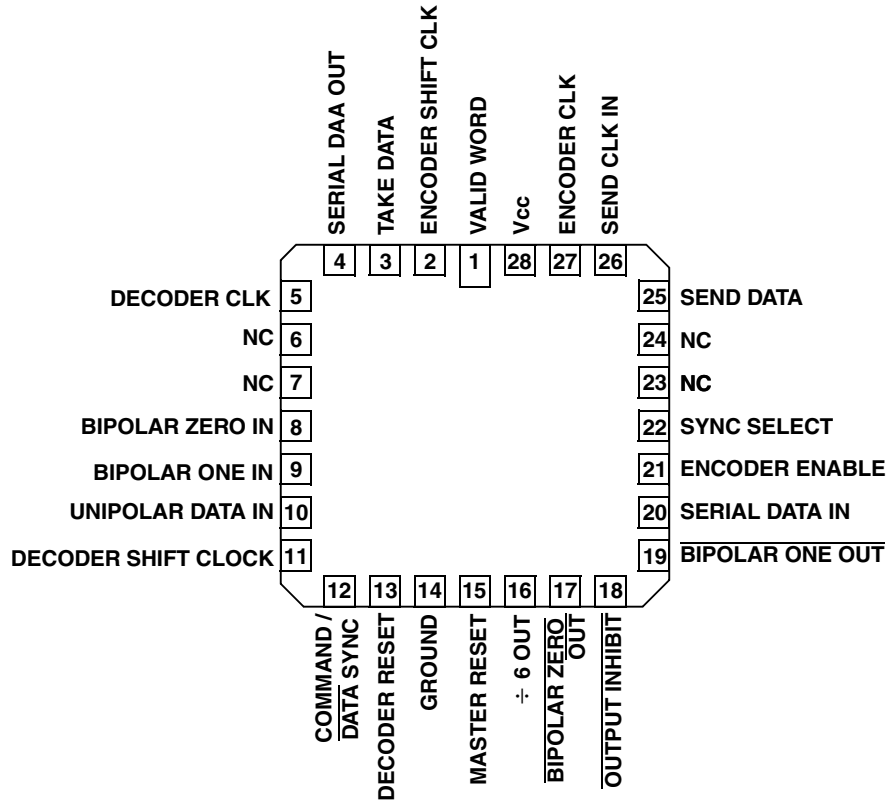 SERIAL DAA OUT
TAKE DATA
ENCODER SHIFT CLK
VALID WORD
Vcc
ENCODER CLK
SEND CLK IN
4 3 2 1 28 27 26
DECODER CLK 5
NC 6
NC 7
BIPOLAR ZERO IN 8
BIPOLAR ONE IN 9
UNIPOLAR DATA IN 10
DECODER SHIFT CLOCK 11
25 SEND DATA
24 NC
23 NC
22 SYNC SELECT
21 ENCODER ENABLE
20 SERIAL DATA IN
19 BIPOLAR ONE OUT
12 13 14 15 16 17 18
COMMAND /
DATA SYNC
DECODER RESET
GROUND
MASTER RESET
÷ 6 OUT
BIPOLAR ZERO
OUT
OUTPUT INHIBIT